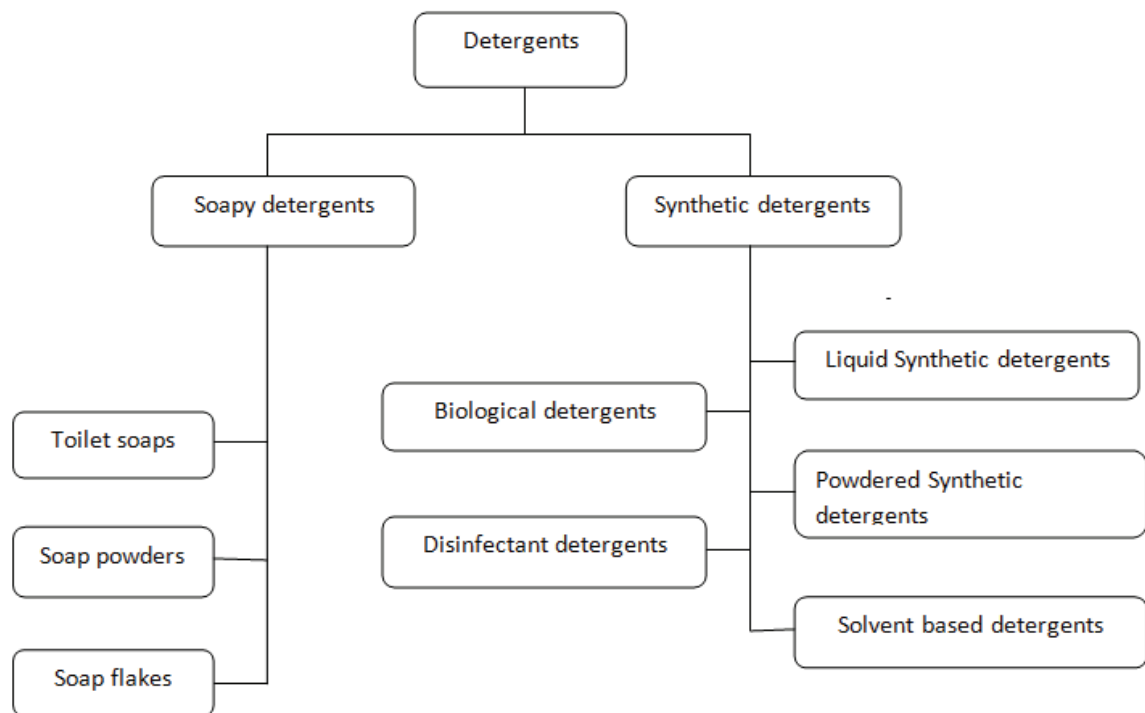 Detergents
Soapy detergents
Synthetic detergents
-
Liquid Synthetic detergents
Biological detergents
Toilet soaps
Powdered Synthetic
detergents
Soap powders
Disinfectant detergents
Solvent based detergents
Soap flakes